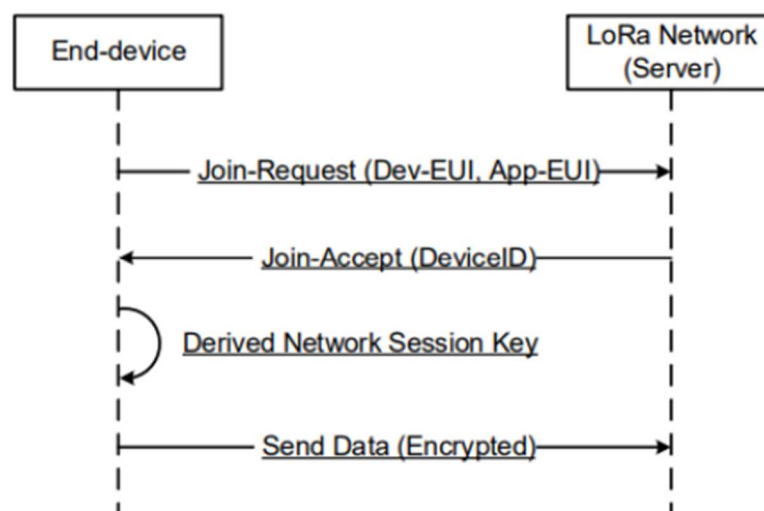 End-device
LoRa Network
(Server)
Join-Request (Dev-EUI, App-EUI)
Join-Accept (DeviceID)
Derived Network Session Key
Send Data (Encrypted)